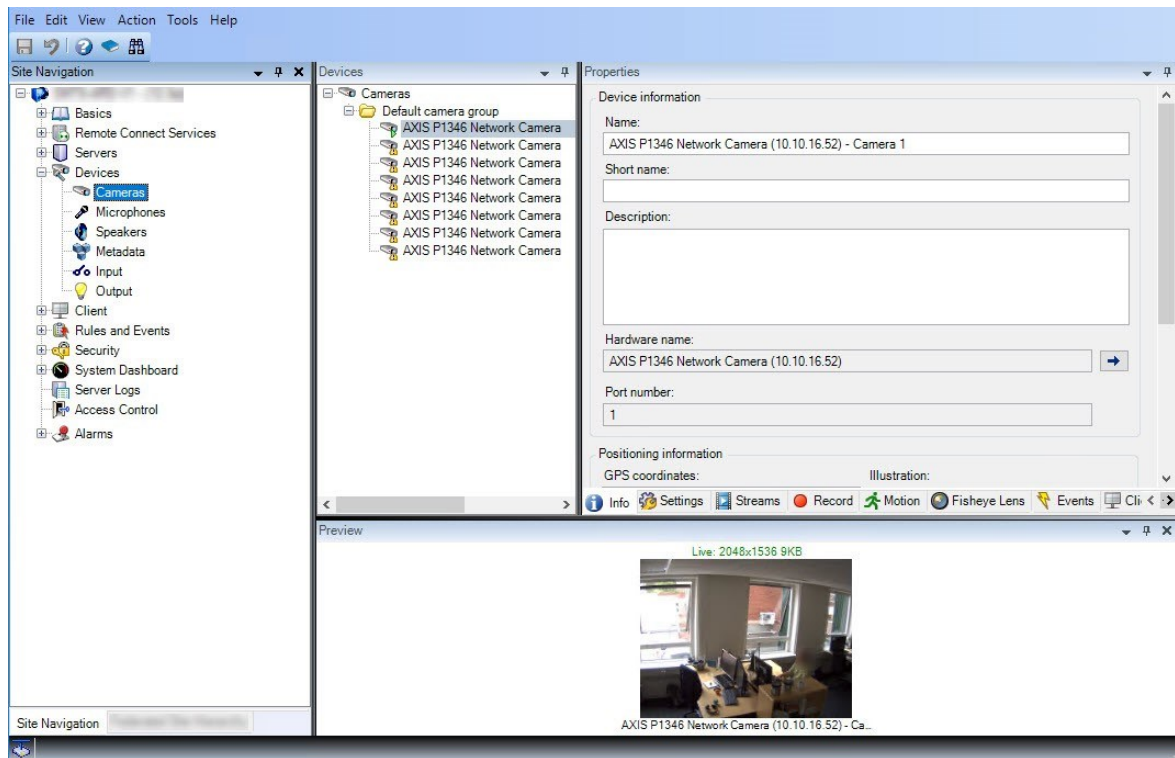 File Edit View Action Tools Help
Site Navigation
Basics
Remote Connect Services
Servers
Devices
Cameras
Microphones
Speakers
Metadata
Input
Output
Client
Rules and Events
Security
System Dashboard
Server Logs
Access Control
Alarms
Site Navigation
Devices
Cameras
Default camera group
AXIS P1346 Network Camera
AXIS P1346 Network Camera
AXIS P1346 Network Camera
AXIS P1346 Network Camera
AXIS P1346 Network Camera
AXIS P1346 Network Camera
AXIS P1346 Network Camera
AXIS P1346 Network Camera
Properties
Device information
Name:
AXIS P1346 Network Camera (10.10.16.52) - Camera 1
Short name:
Description:
Hardware name:
AXIS P1346 Network Camera (10.10.16.52)
Port number:
1
Positioning information
GPS coordinates: Illustration:
Info Settings Streams Record Motion Fisheye Lens Events Cli
Preview
Live: 2048x1536 9KB
AXIS P1346 Network Camera (10.10.16.52) - Ca...